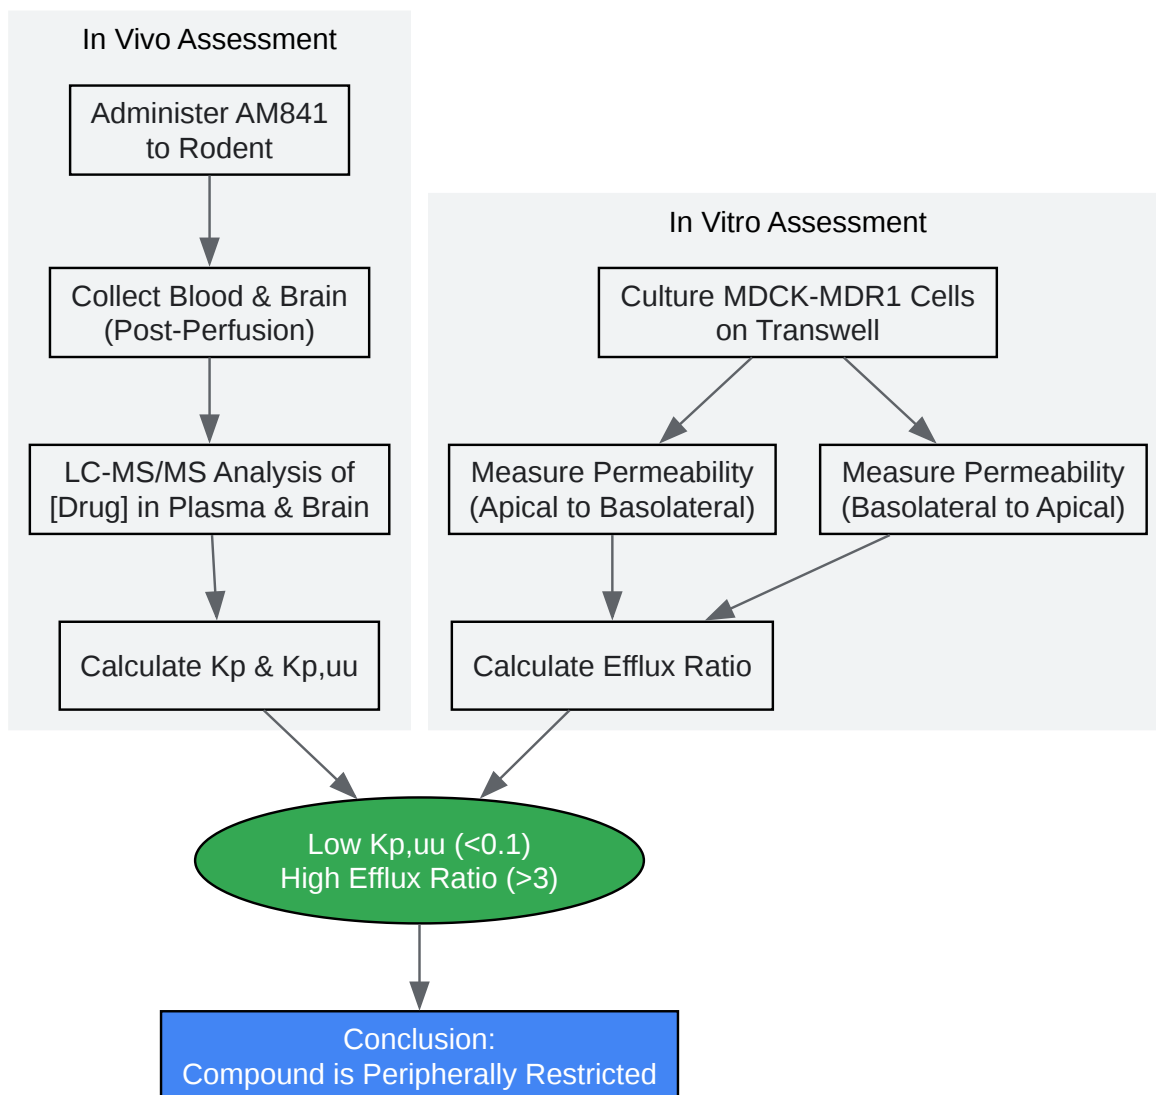 In Vivo Assessment
Administer AM841
to Rodent
Collect Blood & Brain
(Post-Perfusion)
LC-MS/MS Analysis of
[Drug] in Plasma & Brain
Calculate Kp & Kp,uu
In Vitro Assessment
Culture MDCK-MDR1 Cells
on Transwell
Measure Permeability
(Apical to Basolateral)
Measure Permeability
(Basolateral to Apical)
Calculate Efflux Ratio
Low Kp,uu (<0.1)
High Efflux Ratio (>3)
Conclusion:
Compound is Peripherally Restricted